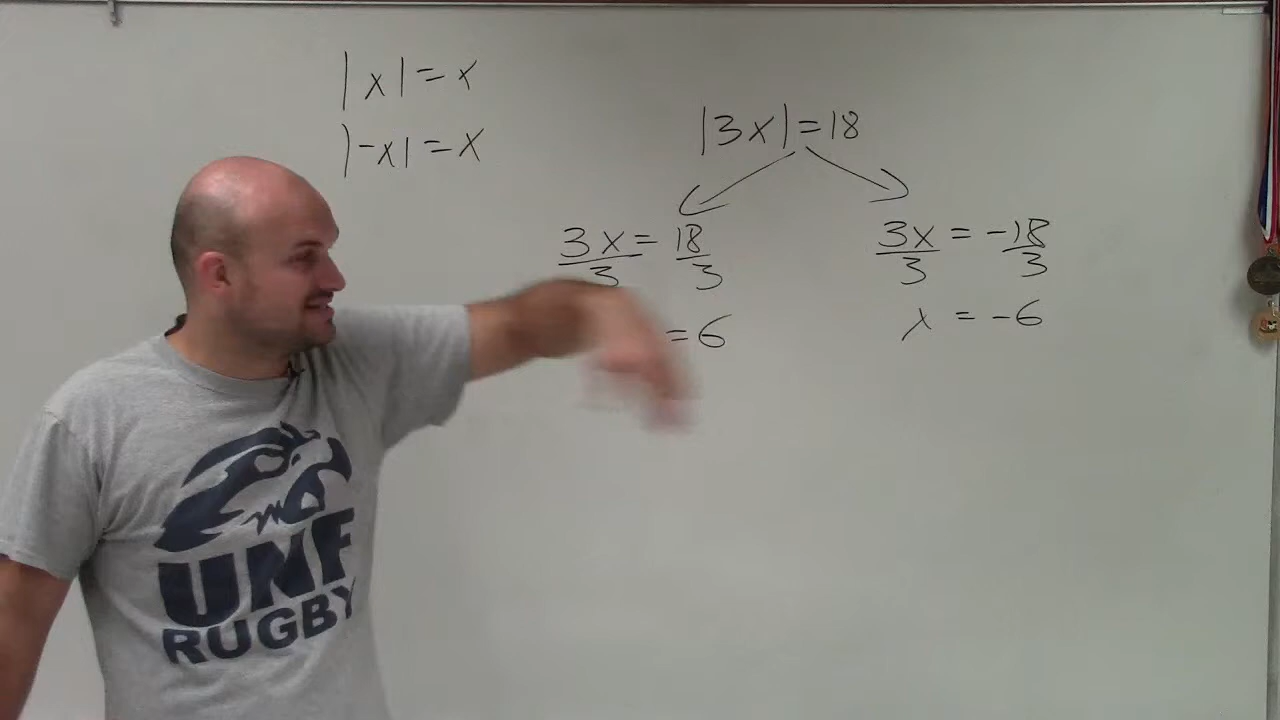 |x| = x
|-x| = x
|3x| = 18
3x = 18
3 3
= 6
3x = -18
3 3
x = -6
UNF
RUGBY